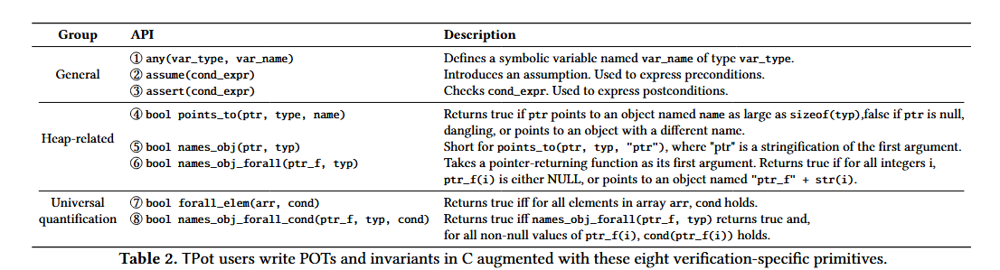 Group API Description
General ① any(var_type, var_name) Defines a symbolic variable named var_name of type var_type.
② assume(cond_expr) Introduces an assumption. Used to express preconditions.
③ assert(cond_expr) Checks cond_expr. Used to express postconditions.
Heap-related ④ bool points_to(ptr, type, name) Returns true if ptr points to an object named name as large as sizeof(typ),false if ptr is null,
dangling, or points to an object with a different name.
⑤ bool names_obj(ptr, typ) Short for points_to(ptr, typ, "ptr"), where "ptr" is a stringification of the first argument.
⑥ bool names_obj_forall(ptr_f, typ) Takes a pointer-returning function as its first argument. Returns true if for all integers i,
ptr_f(i) is either NULL, or points to an object named "ptr_f" + str(i).
Universal ⑦ bool forall_elem(arr, cond) Returns true iff for all elements in array arr, cond holds.
quantification ⑧ bool names_obj_forall_cond(ptr_f, typ, cond) Returns true iff names_obj_forall(ptr_f, typ) returns true and,
for all non-null values of ptr_f(i), cond(ptr_f(i)) holds.
Table 2. TPot users write POTs and invariants in C augmented with these eight verification-specific primitives.